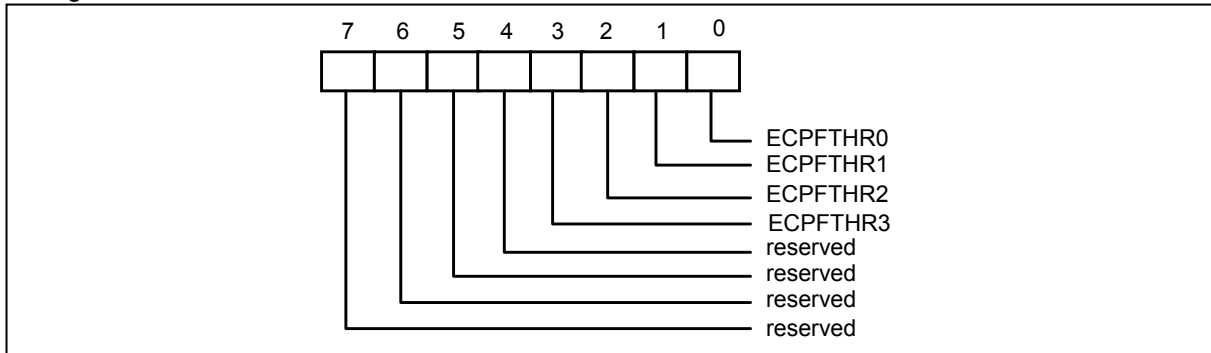 7 6 5 4 3 2 1 0
ECPFTHR0
ECPFTHR1
ECPFTHR2
ECPFTHR3
reserved
reserved
reserved
reserved